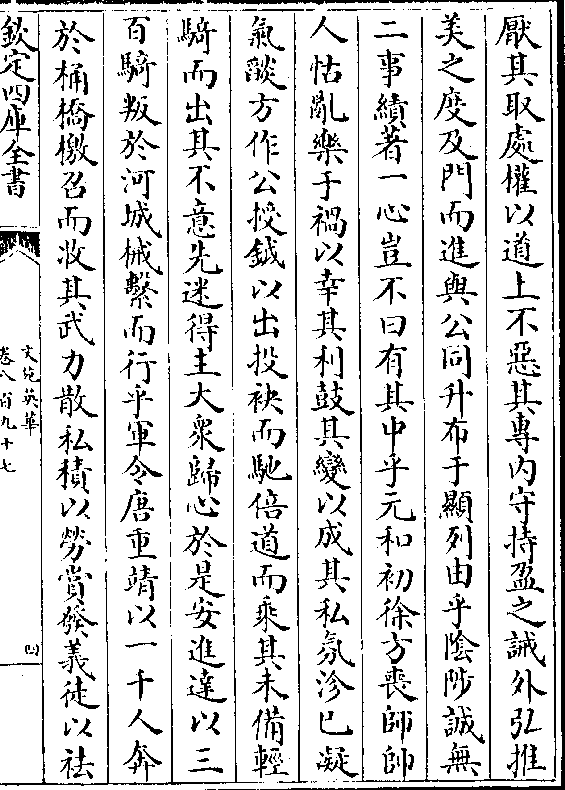 厭其取處權以道上不惡其專内守持盈之誠外弘推
美之度及門而進與公同升布于顯列由乎陰陟誠無
二事績著一心豈不曰有其中乎元和初徐方喪師帥
人怙亂樂于禍以幸其利鼓其變以成其私氛沴已凝
氣燄方作公授鉞以出投袂而馳倍道而乘其未備輕
騎而出其不意先迷得主大衆歸心於是安進達以三
百騎叛於河城械繫而行乎軍令唐重靖以一千人奔
於桶橋檄召而收其武力散私積以勞賞發義徒以祛
欽定四庫全書
文苑英華
卷八百九十七
四